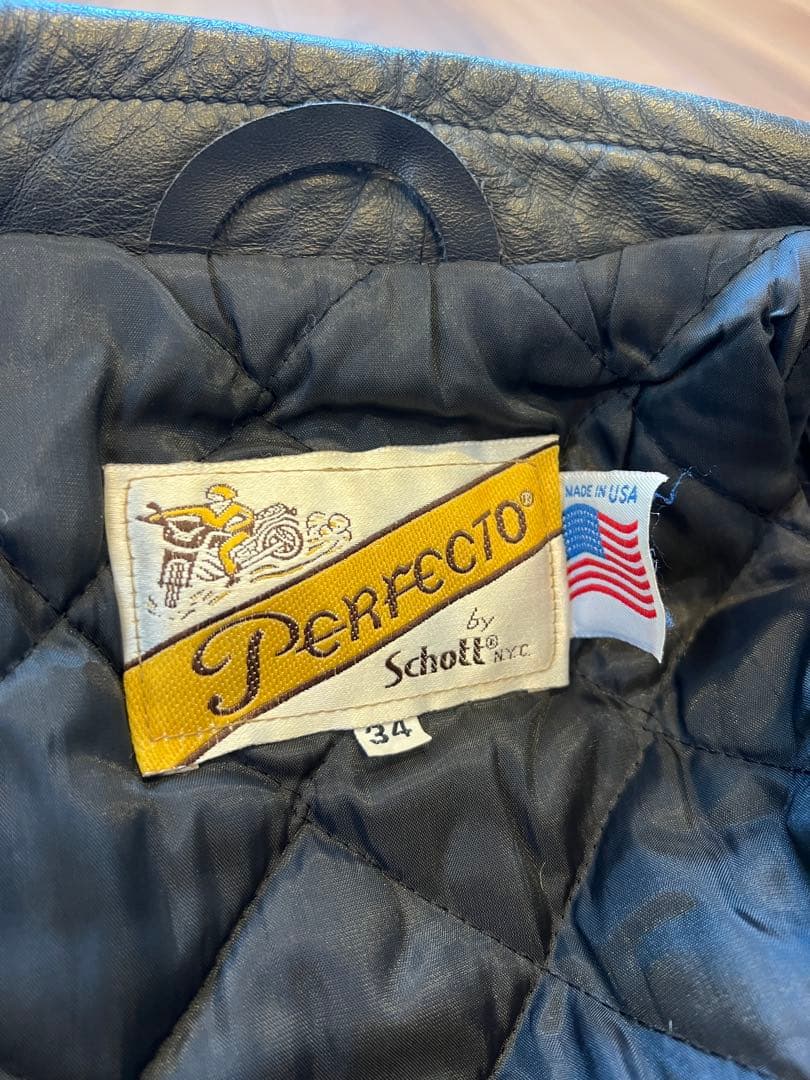 PERFECTO®
by
Schott® N.Y.C.
MADE IN USA
34